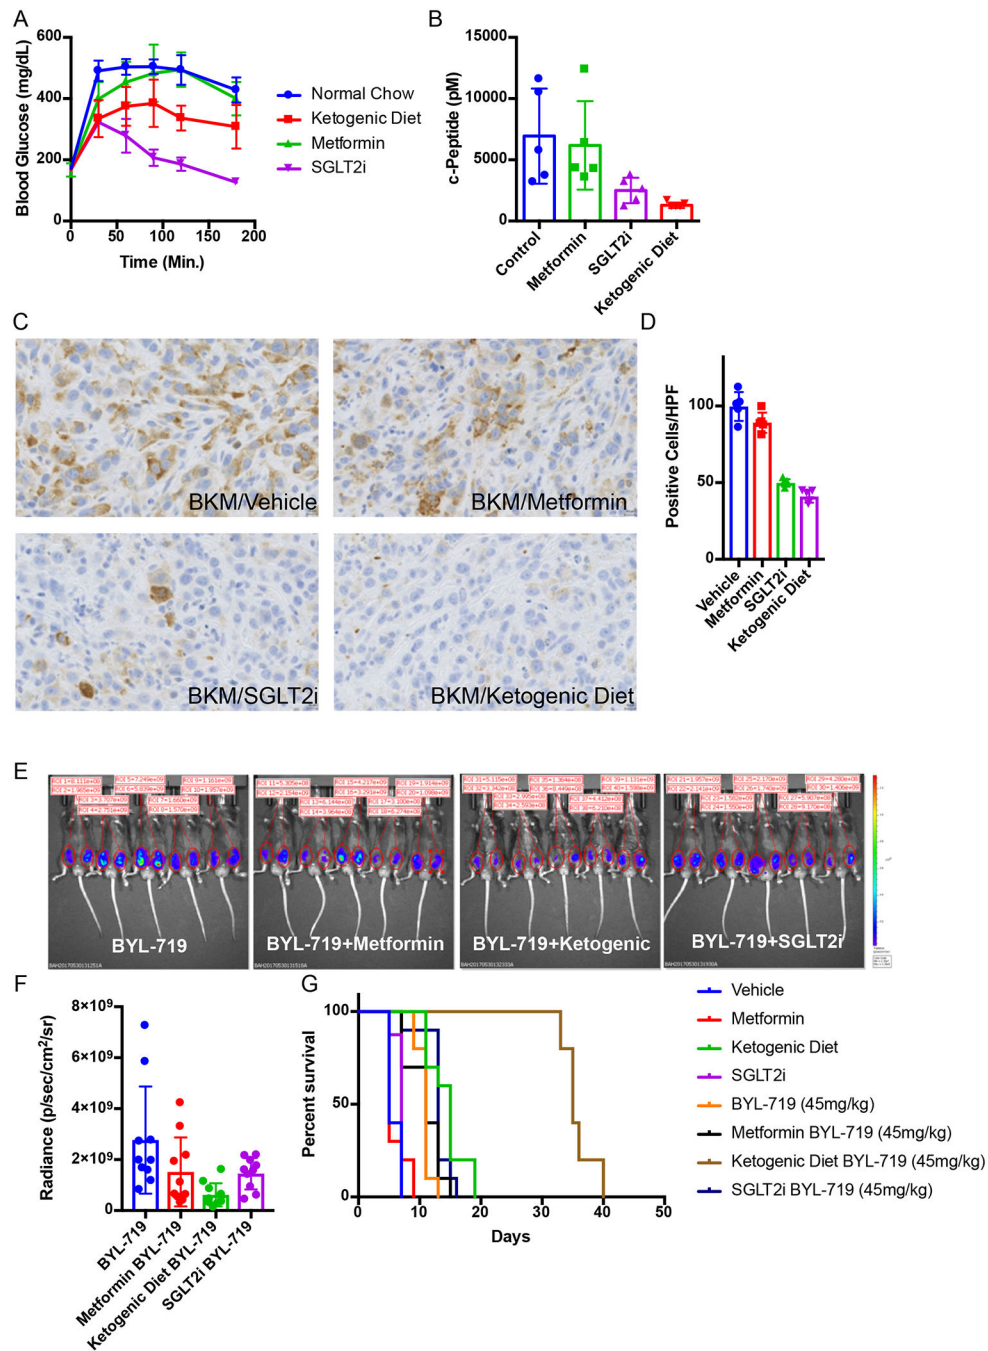 A
Blood Glucose (mg/dL)
600
400
200
0
0
50
100
150
200
Time (Min.)
Normal Chow
Ketogenic Diet
Metformin
SGLT2i
B
c-Peptide (pM)
15000
10000
5000
0
Control
Metformin
SGLT2i
Ketogenic Diet
C
BKM/Vehicle
BKM/Metformin
BKM/SGLT2i
BKM/Ketogenic Diet
D
Positive Cells/HPF
100
50
0
Vehicle
Metformin
SGLT2i
Ketogenic Diet
E
BYL-719
BYL-719+Metformin
BYL-719+Ketogenic
BYL-719+SGLT2i
F
Radiance (p/sec/cm²/sr)
8×10⁹
6×10⁹
4×10⁹
2×10⁹
0
BYL-719
Metformin BYL-719
Ketogenic Diet BYL-719
SGLT2i BYL-719
G
Percent survival
100
50
0
0
10
20
30
40
50
Days
Vehicle
Metformin
Ketogenic Diet
SGLT2i
BYL-719 (45mg/kg)
Metformin BYL-719 (45mg/kg)
Ketogenic Diet BYL-719 (45mg/kg)
SGLT2i BYL-719 (45mg/kg)